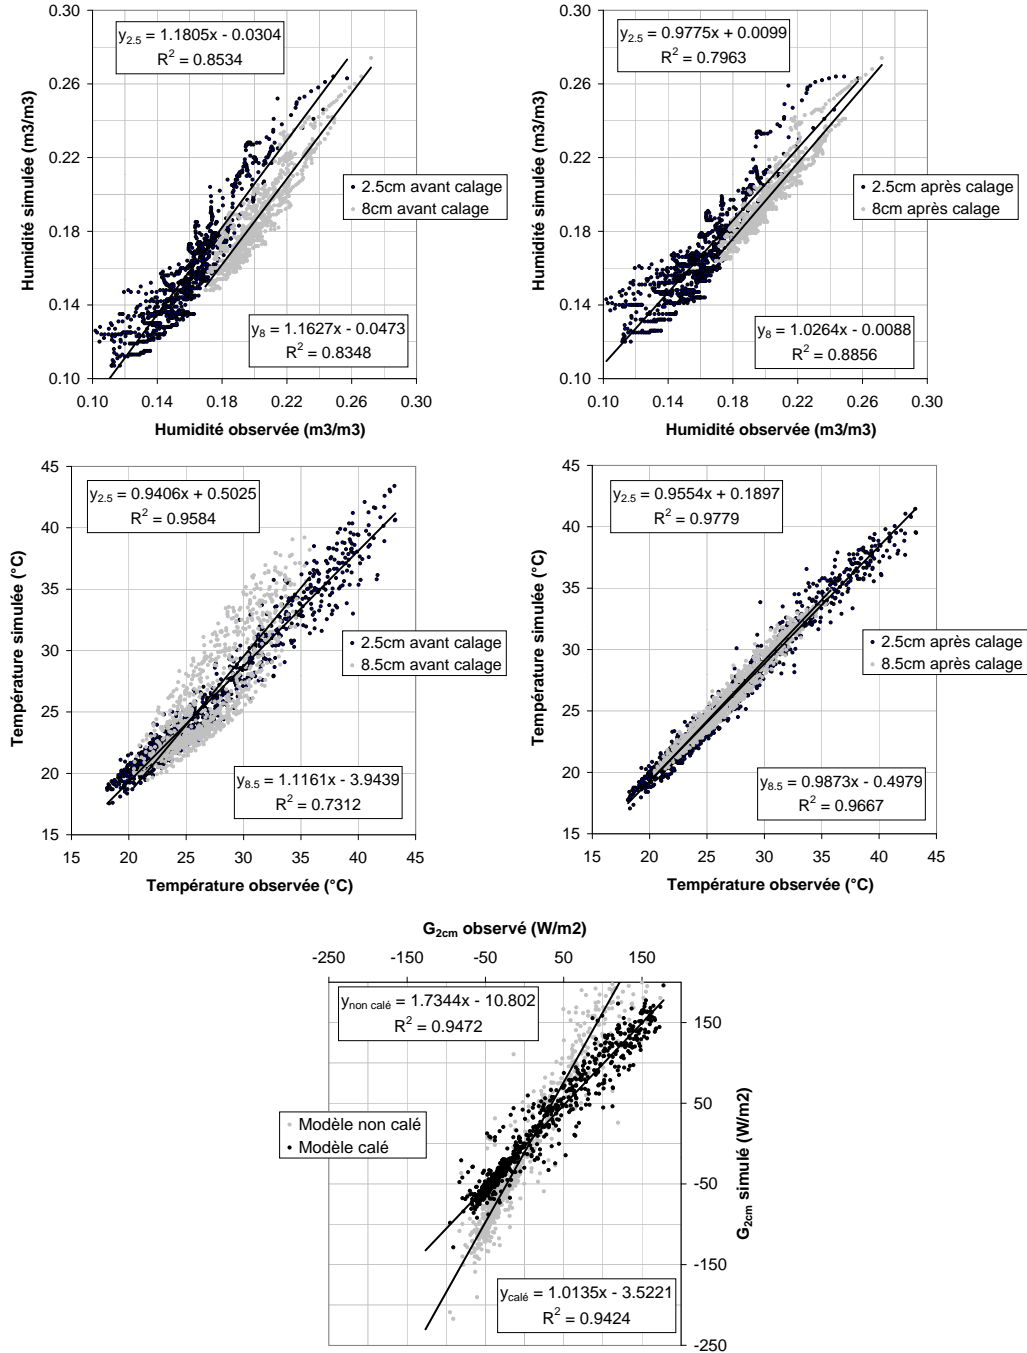 0.30
0.26
0.22
0.18
0.14
0.10
0.10 0.14 0.18 0.22 0.26 0.30
Humidité simulée (m3/m3)
Humidité observée (m3/m3)
y2.5 = 1.1805x - 0.0304
R2 = 0.8534
2.5cm avant calage
8cm avant calage
y8 = 1.1627x - 0.0473
R2 = 0.8348
0.30
0.26
0.22
0.18
0.14
0.10
0.10 0.14 0.18 0.22 0.26 0.30
Humidité simulée (m3/m3)
Humidité observée (m3/m3)
y2.5 = 0.9775x + 0.0099
R2 = 0.7963
2.5cm après calage
8cm après calage
y8 = 1.0264x - 0.0088
R2 = 0.8856
45
40
35
30
25
20
15
15 20 25 30 35 40 45
Température simulée (°C)
Température observée (°C)
y2.5 = 0.9406x + 0.5025
R2 = 0.9584
2.5cm avant calage
8.5cm avant calage
y8.5 = 1.1161x - 3.9439
R2 = 0.7312
45
40
35
30
25
20
15
15 20 25 30 35 40 45
Température simulée (°C)
Température observée (°C)
y2.5 = 0.9554x + 0.1897
R2 = 0.9779
2.5cm après calage
8.5cm après calage
y8.5 = 0.9873x - 0.4979
R2 = 0.9667
G2cm observé (W/m2)
-250 -150 -50 50 150
ynon calé = 1.7344x - 10.802
R2 = 0.9472
Modèle non calé
Modèle calé
150
50
-50
-150
-250
G2cm simulé (W/m2)
ycalé = 1.0135x - 3.5221
R2 = 0.9424